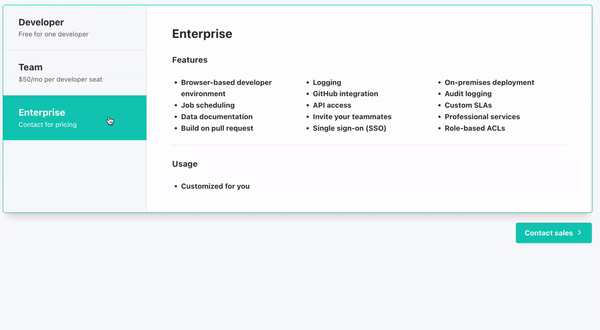 Developer
Free for one developer
Team
$50/mo per developer seat
Enterprise
Contact for pricing
Enterprise
Features
• Browser-based developer
environment
• Job scheduling
• Data documentation
• Build on pull request
• Logging
• GitHub integration
• API access
• Invite your teammates
• Single sign-on (SSO)
• On-premises deployment
• Audit logging
• Custom SLAs
• Professional services
• Role-based ACLs
Usage
• Customized for you
Contact sales